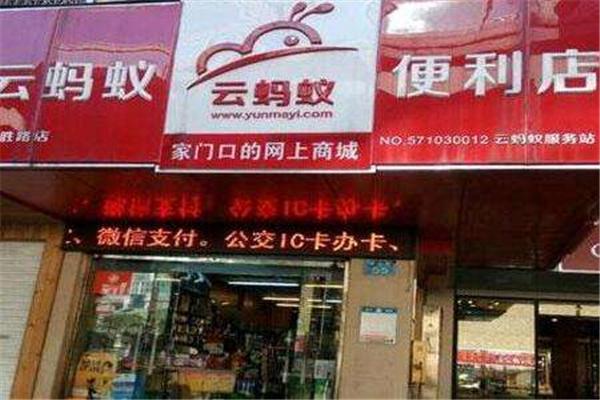 云蚂蚁
胜路店
云蚂蚁
www.yunmayi.com
家门口的网上商城
便利店
NO.571030012 云蚂蚁服务站
、微信支付。公交IC卡办卡、